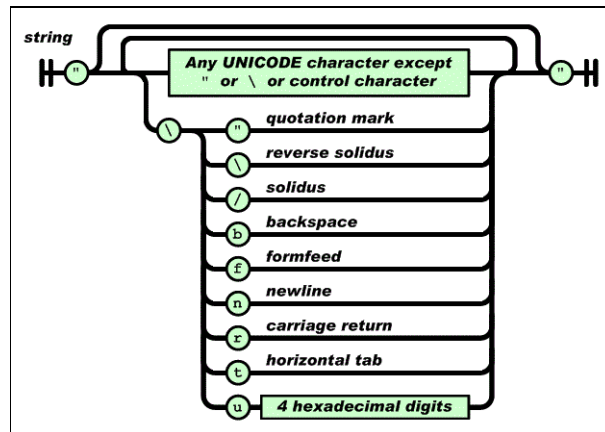 string
" Any UNICODE character except "
" or \ or control character
\ " quotation mark
\ reverse solidus
/ solidus
b backspace
f formfeed
n newline
r carriage return
t horizontal tab
u 4 hexadecimal digits